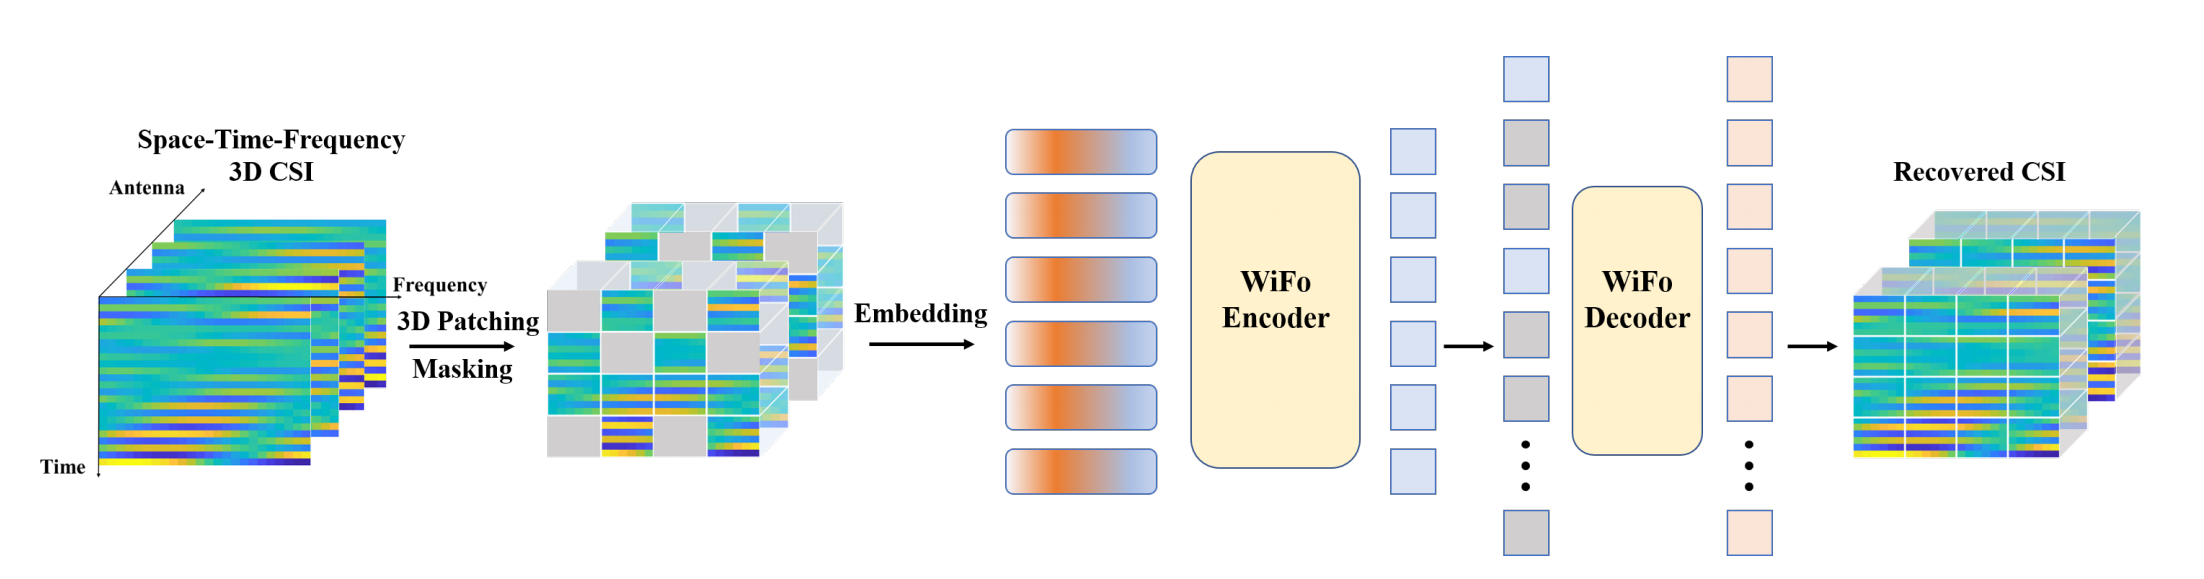 Space-Time-Frequency
3D CSI
Antenna
Frequency
Time
3D Patching
Masking
Embedding
WiFo
Encoder
WiFo
Decoder
Recovered CSI